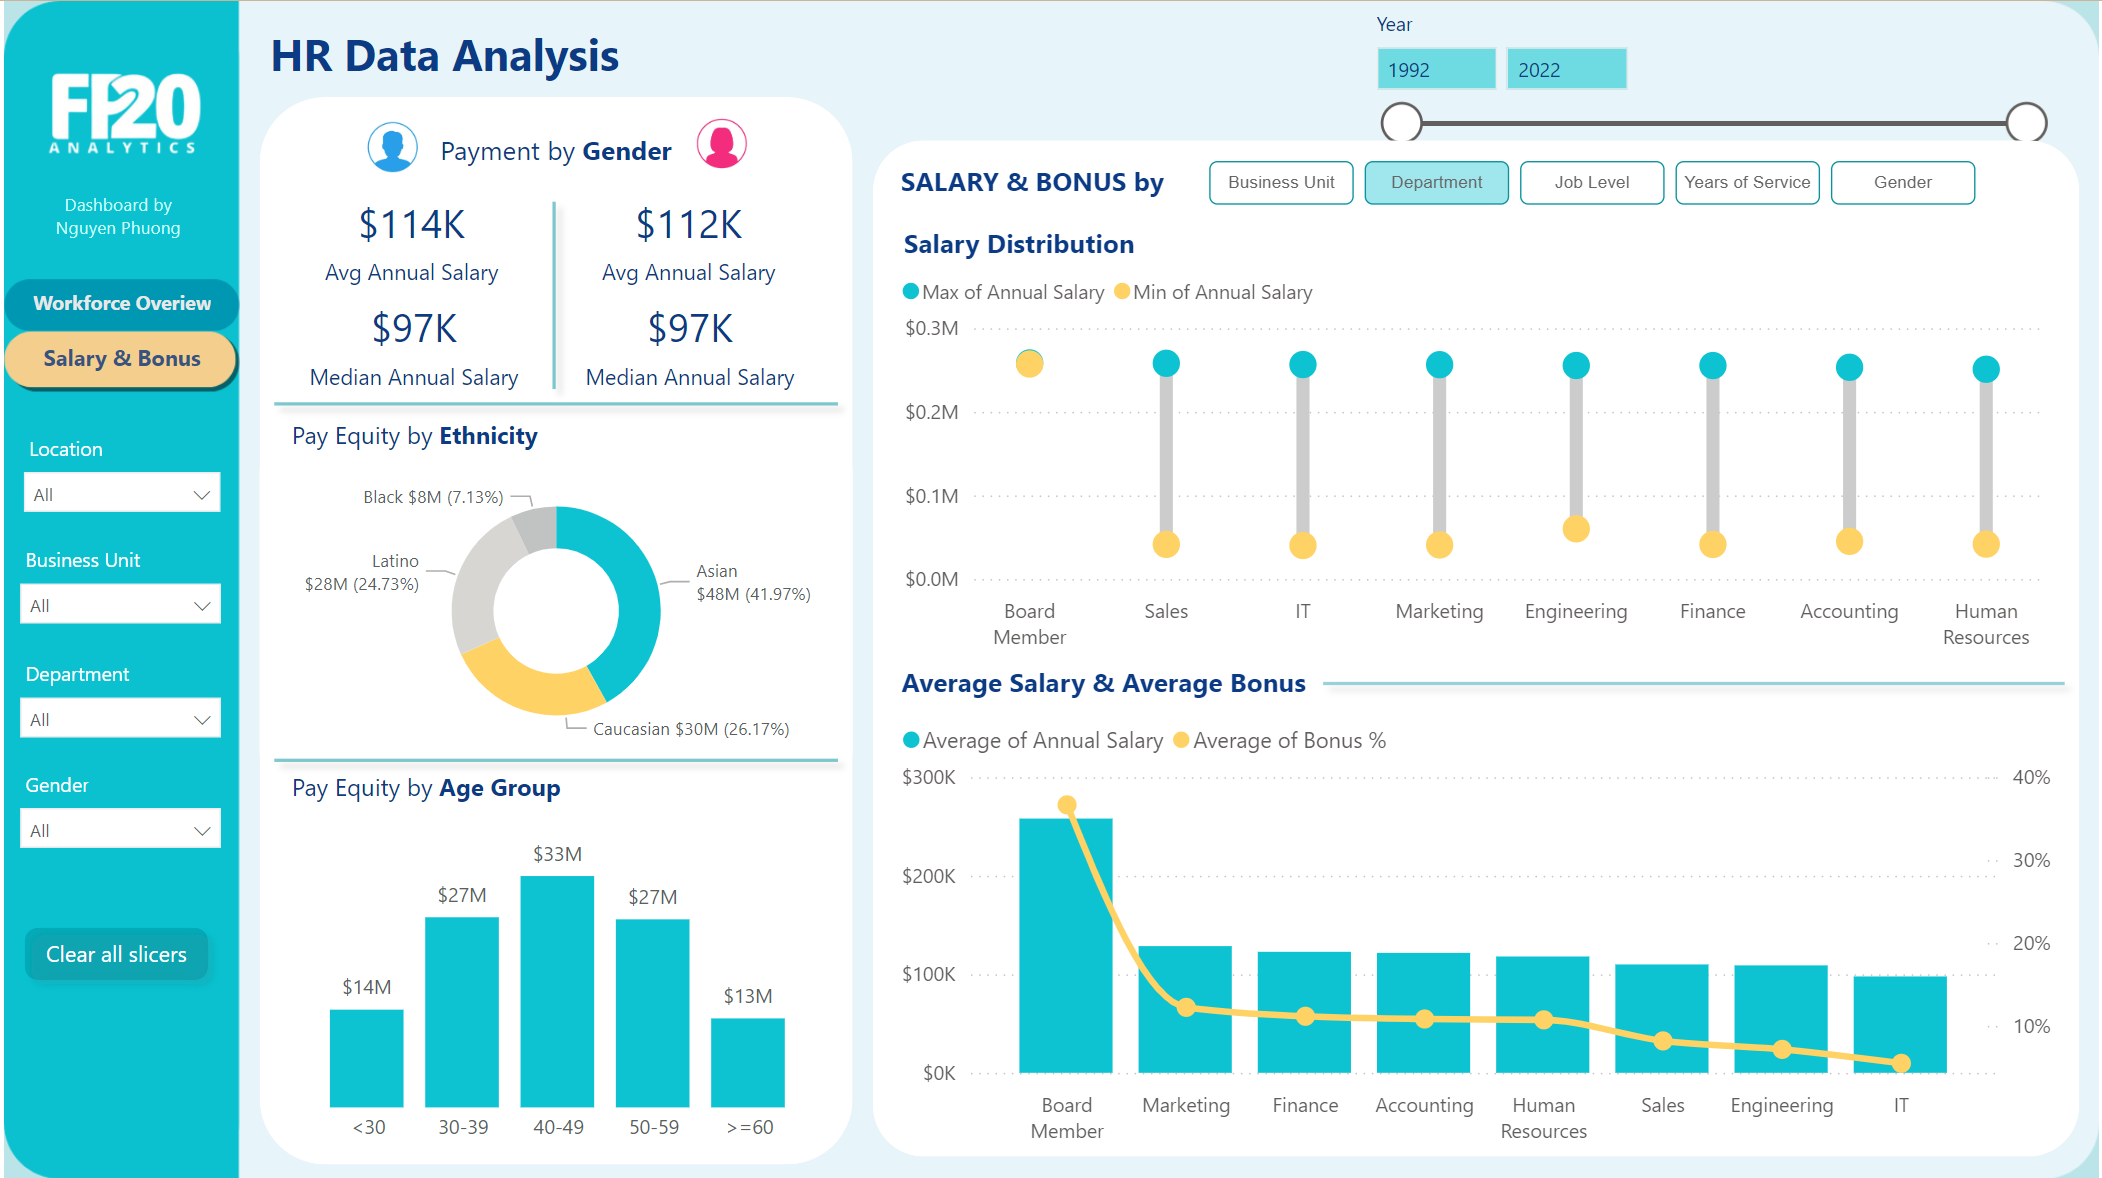 FP20
ANALYTICS
Dashboard by
Nguyen Phuong
Workforce Overiew
Salary & Bonus
Location
All
Business Unit
All
Department
All
Gender
All
Clear all slicers
HR Data Analysis
Year
1992 2022
Payment by Gender
$114K $112K
Avg Annual Salary Avg Annual Salary
$97K $97K
Median Annual Salary Median Annual Salary
Pay Equity by Ethnicity
Black $8M (7.13%)
Latino
$28M (24.73%)
Asian
$48M (41.97%)
Caucasian $30M (26.17%)
Pay Equity by Age Group
$14M $27M $33M $27M $13M
<30 30-39 40-49 50-59 >=60
SALARY & BONUS by
Business Unit Department Job Level Years of Service Gender
Salary Distribution
Max of Annual Salary Min of Annual Salary
$0.3M
$0.2M
$0.1M
$0.0M
Board Sales IT Marketing Engineering Finance Accounting Human
Member Resources
Average Salary & Average Bonus
Average of Annual Salary Average of Bonus %
$300K 40%
30%
$200K
20%
$100K
10%
$0K
Board Marketing Finance Accounting Human Sales Engineering IT
Member Resources